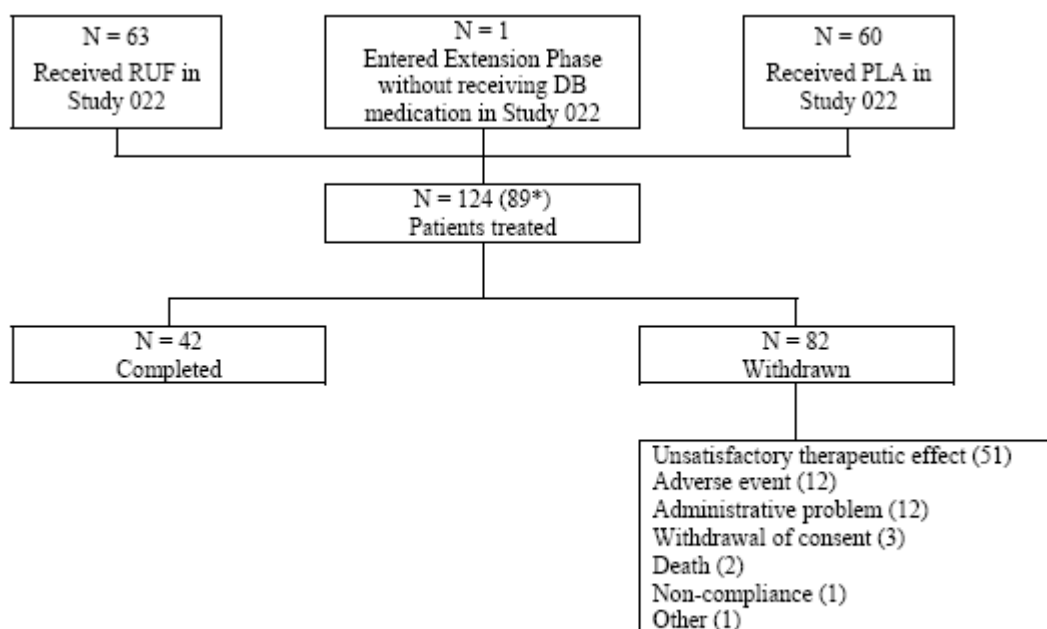 N = 63
Received RUF in
Study 022
N = 1
Entered Extension Phase
without receiving DB
medication in Study 022
N = 60
Received PLA in
Study 022
N = 124 (89*)
Patients treated
N = 42
Completed
N = 82
Withdrawn
Unsatisfactory therapeutic effect (51)
Adverse event (12)
Administrative problem (12)
Withdrawal of consent (3)
Death (2)
Non-compliance (1)
Other (1)